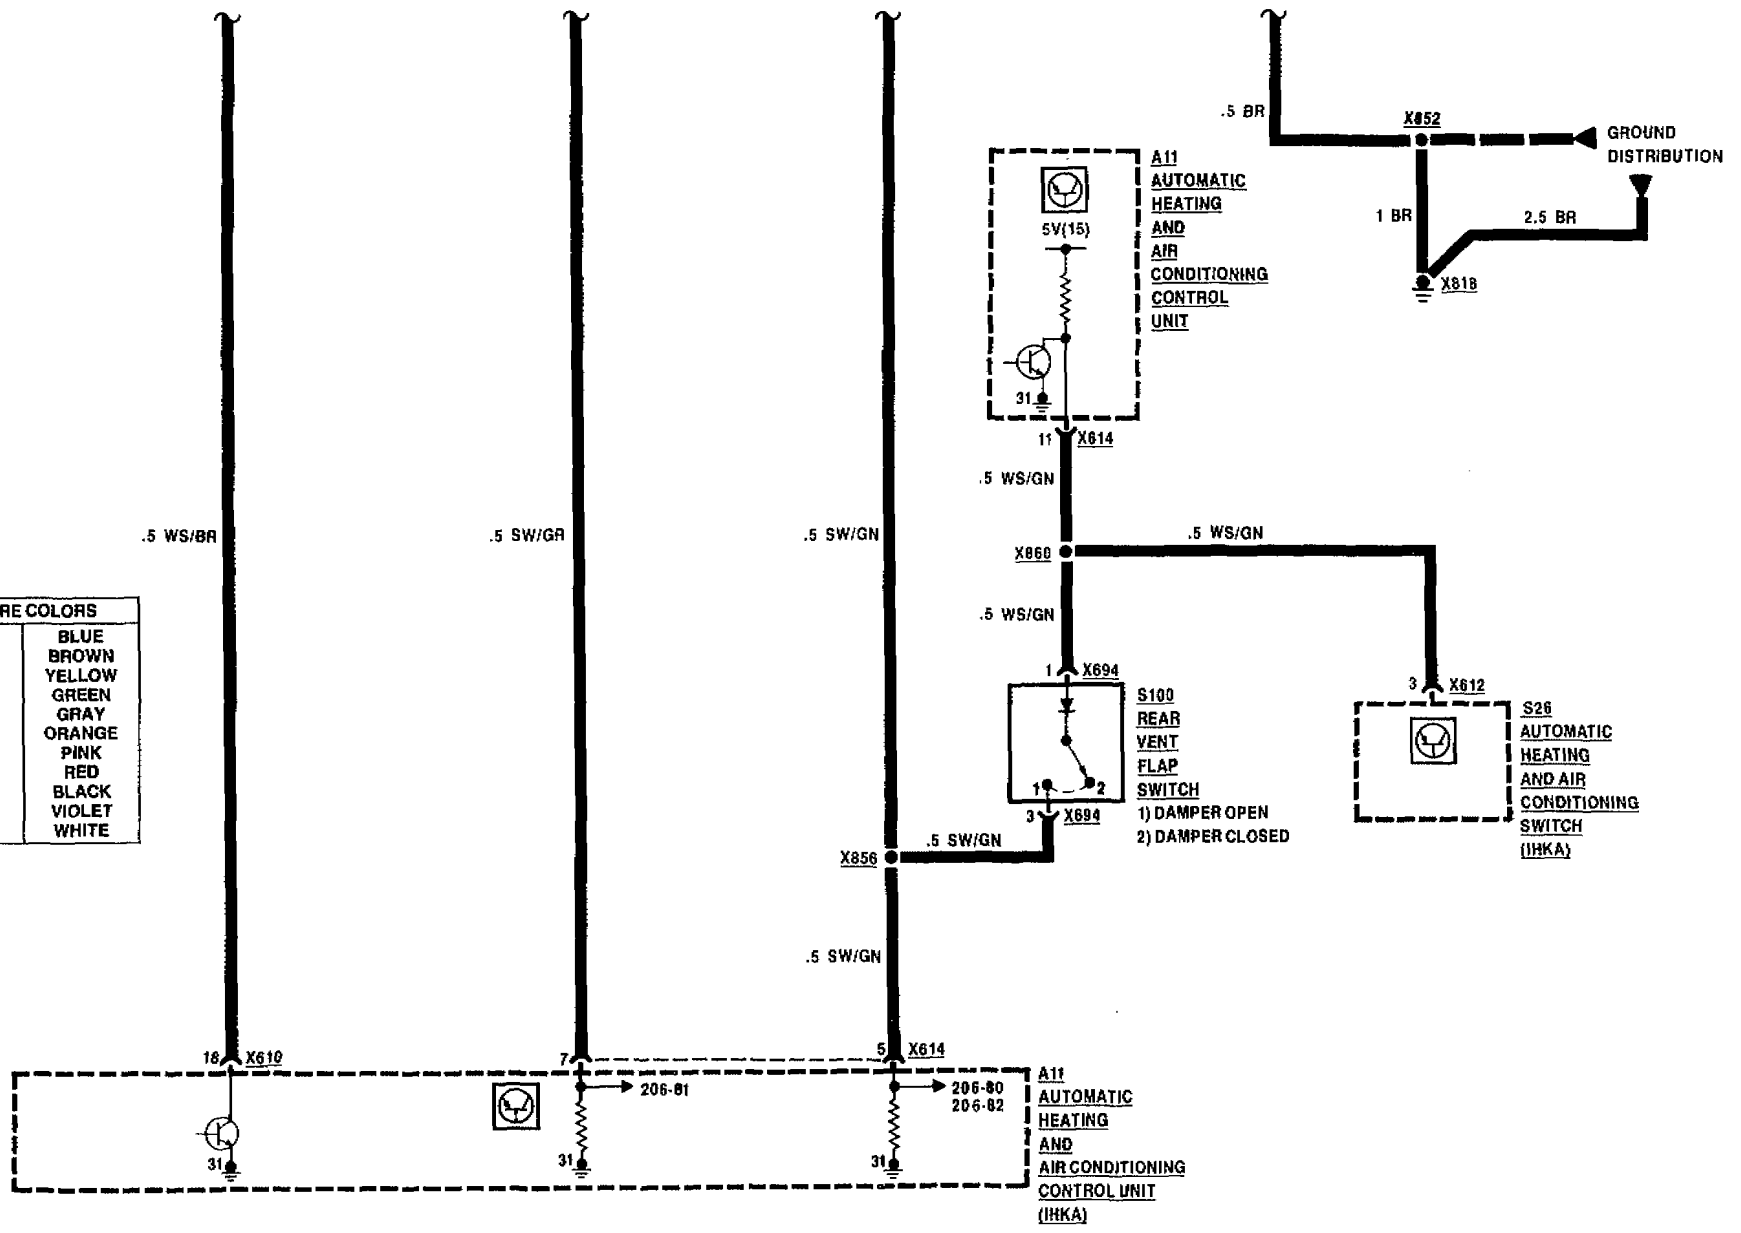 .5 BR
X852
GROUND
DISTRIBUTION
1 BR
2.5 BR
X818
A11
AUTOMATIC
HEATING
AND
AIR
CONDITIONING
CONTROL
UNIT
5V(15)
31
11 X614
.5 WS/GN
X860
.5 WS/GN
.5 WS/GN
.5 WS/BR
.5 SW/GR
.5 SW/GN
RE COLORS
BLUE
BROWN
YELLOW
GREEN
GRAY
ORANGE
PINK
RED
BLACK
VIOLET
WHITE
1 X694
S100
REAR
VENT
FLAP
SWITCH
1) DAMPER OPEN
2) DAMPER CLOSED
1 2
3 X694
3 X612
S26
AUTOMATIC
HEATING
AND AIR
CONDITIONING
SWITCH
(IHKA)
X856
.5 SW/GN
.5 SW/GN
18 X610
7
5 X614
206-81
206-80
206-82
31
31
31
A11
AUTOMATIC
HEATING
AND
AIR CONDITIONING
CONTROL UNIT
(IHKA)